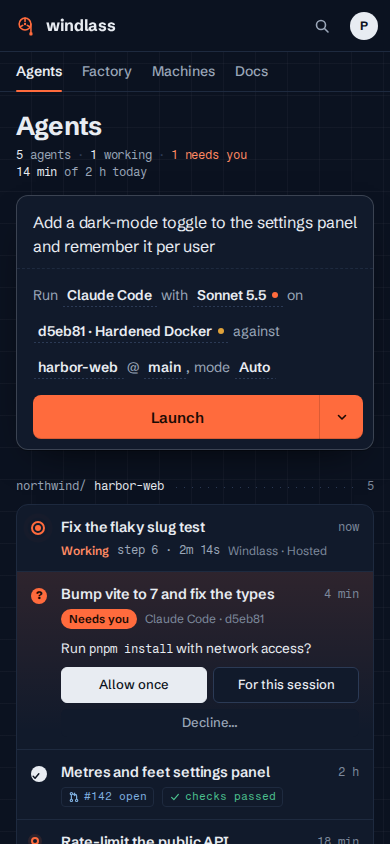 windlass
P
Agents Factory Machines Docs
Agents
5 agents · 1 working · 1 needs you
14 min of 2 h today
Add a dark-mode toggle to the settings panel
and remember it per user
Run Claude Code with Sonnet 5.5 on
d5eb81 · Hardened Docker against
harbor-web @ main , mode Auto
Launch
northwind/ harbor-web 5
Fix the flaky slug test now
Working step 6 · 2m 14s Windlass · Hosted
? Bump vite to 7 and fix the types 4 min
Needs you Claude Code · d5eb81
Run pnpm install with network access?
Allow once For this session
Decline…
Metres and feet settings panel 2 h
#142 open checks passed
Rate-limit the public API 18 min